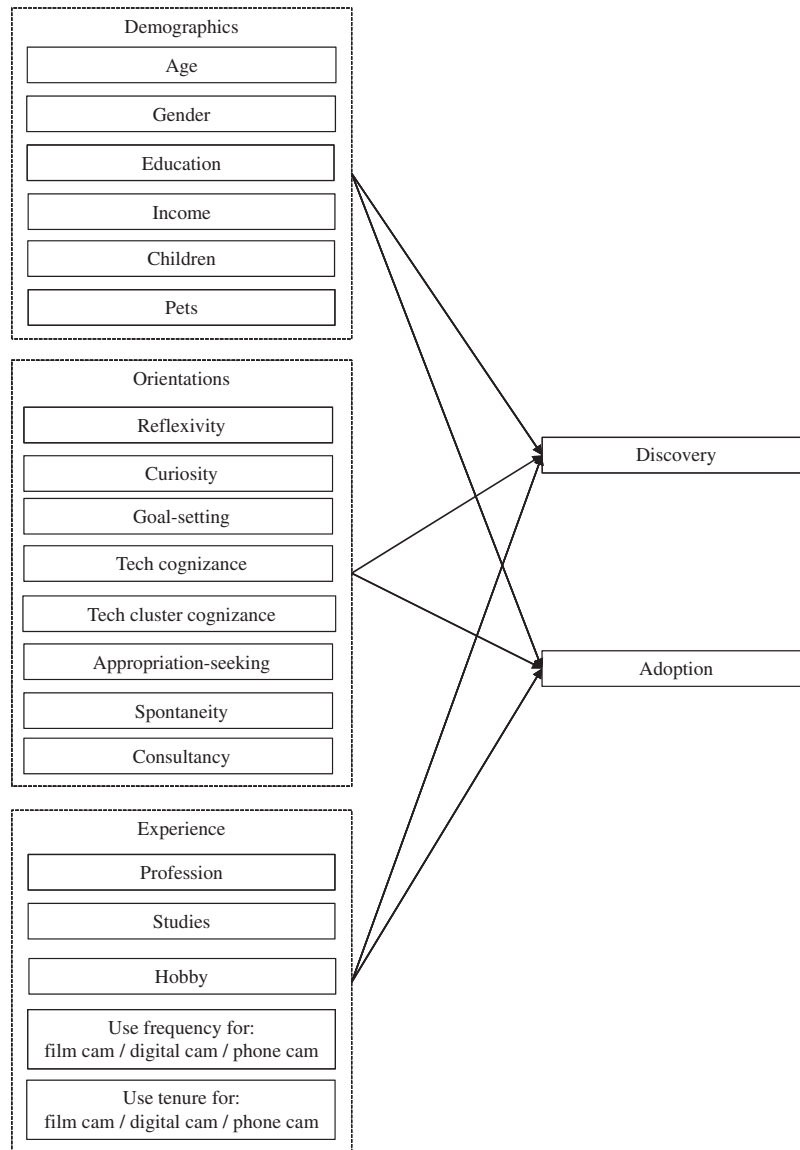 Demographics
Age
Gender
Education
Income
Children
Pets
Orientations
Reflexivity
Curiosity
Goal-setting
Tech cognizance
Tech cluster cognizance
Appropriation-seeking
Spontaneity
Consultancy
Experience
Profession
Studies
Hobby
Use frequency for:
film cam / digital cam / phone cam
Use tenure for:
film cam / digital cam / phone cam
Discovery
Adoption